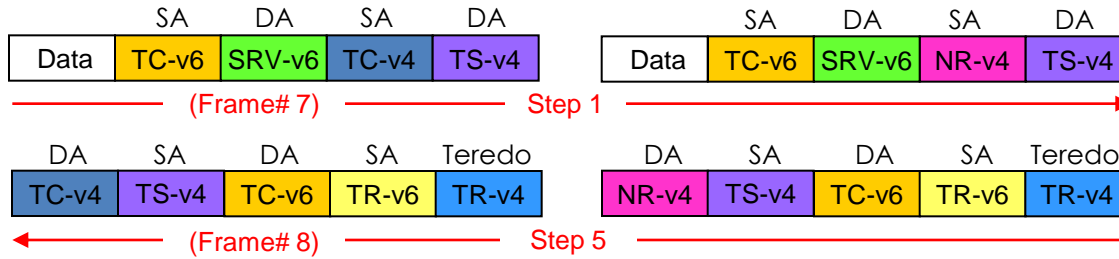 SA DA SA DA SA DA SA DA
Data TC-v6 SRV-v6 TC-v4 TS-v4 Data TC-v6 SRV-v6 NR-v4 TS-v4
(Frame# 7) Step 1
DA SA DA SA Teredo DA SA DA SA Teredo
TC-v4 TS-v4 TC-v6 TR-v6 TR-v4 NR-v4 TS-v4 TC-v6 TR-v6 TR-v4
(Frame# 8) Step 5